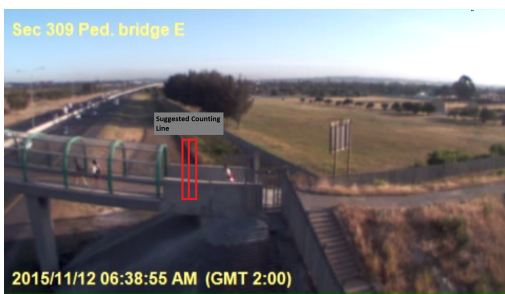 Sec 309 Ped. bridge E
Suggested Counting
Line
2015/11/12 06:38:55 AM (GMT 2:00)